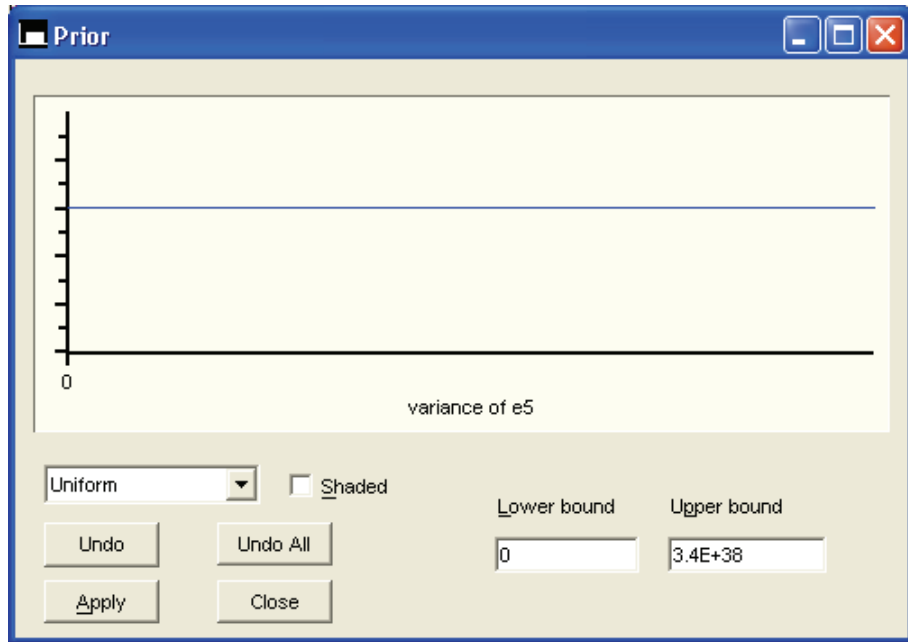 Prior
0
variance of e5
Uniform
Shaded
Lower bound
Upper bound
Undo
Undo All
0
3.4E+38
Apply
Close